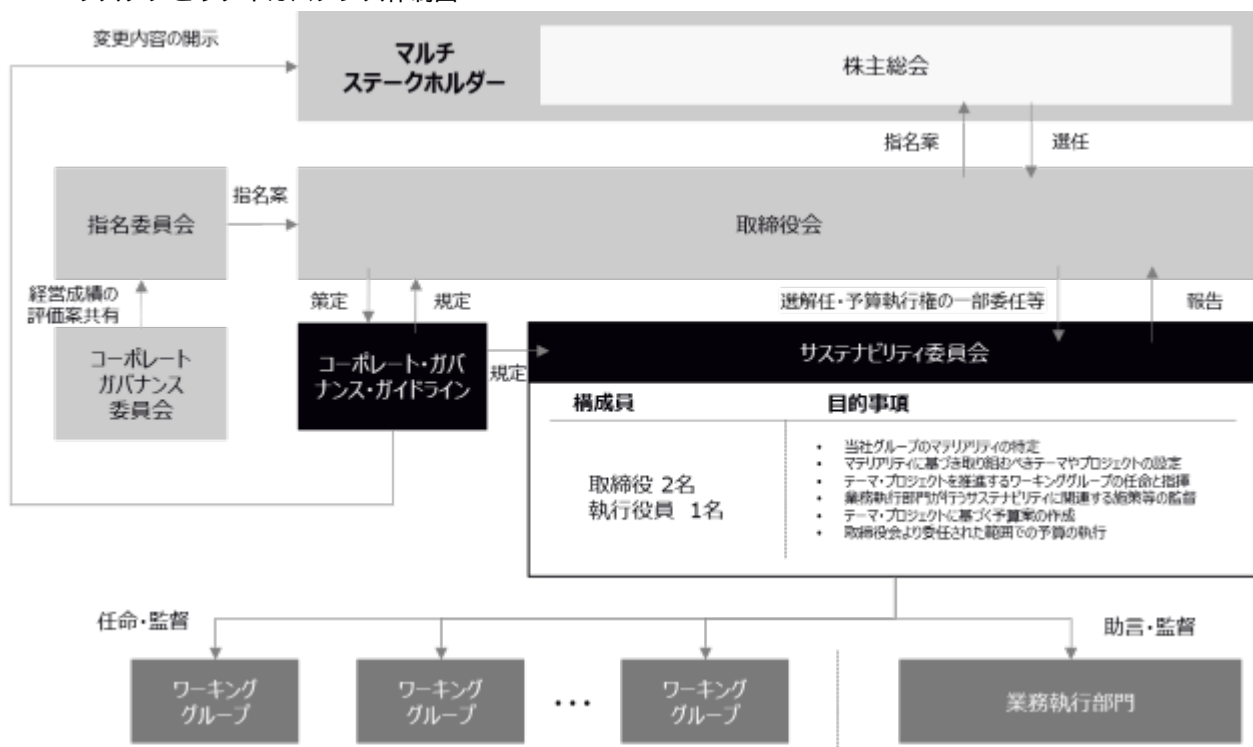 変更内容の開示
マルチ
ステークホルダー
株主総会
指名案
選任
指名委員会
指名案
取締役会
経営成績の
評価案共有
策定
規定
選解任・予算執行権の一部委任等
報告
コーポレート
ガバナンス
委員会
コーポレート・ガバ
ナンス・ガイドライン
規定
サステナビリティ委員会
構成員
目的事項
取締役 2名
執行役員 1名
• 当社グループのマテリアリティの特定
• マテリアリティに基づき取り組むべきテーマやプロジェクトの設定
• テーマ・プロジェクトを推進するワーキンググループの任命と指揮
• 業務執行部門が行うサステナビリティに関連する施策等の監督
• テーマ・プロジェクトに基づく予算案の作成
• 取締役会より委任された範囲での予算の執行
任命・監督
助言・監督
ワーキング
グループ
ワーキング
グループ
•••
ワーキング
グループ
業務執行部門